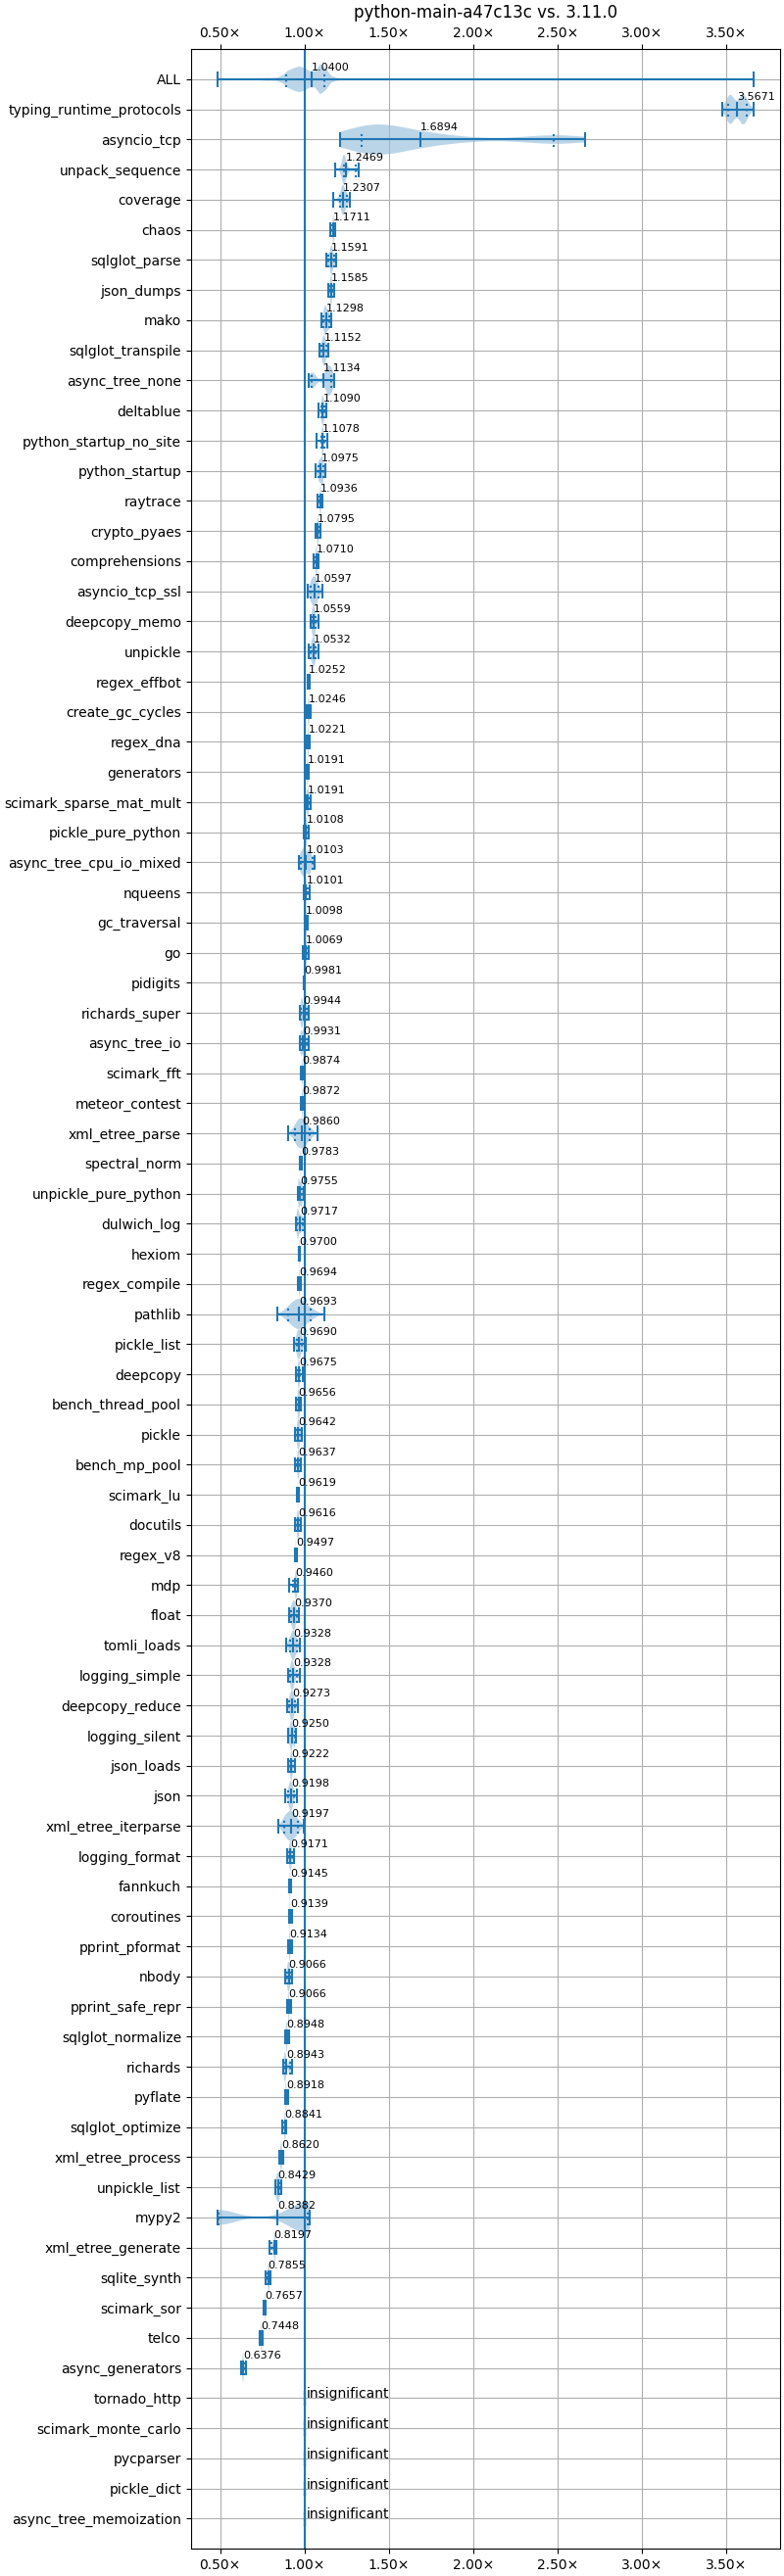 python-main-a47c13c vs. 3.11.0
0.50× 1.00× 1.50× 2.00× 2.50× 3.00× 3.50×
ALL 1.0400
typing_runtime_protocols 3.5671
asyncio_tcp 1.6894
unpack_sequence 1.2469
coverage 1.2307
chaos 1.1711
sqlglot_parse 1.1591
json_dumps 1.1585
mako 1.1298
sqlglot_transpile 1.1152
async_tree_none 1.1134
deltablue 1.1090
python_startup_no_site 1.1078
python_startup 1.0975
raytrace 1.0936
crypto_pyaes 1.0795
comprehensions 1.0710
asyncio_tcp_ssl 1.0597
deepcopy_memo 1.0559
unpickle 1.0532
regex_effbot 1.0252
create_gc_cycles 1.0246
regex_dna 1.0221
generators 1.0191
scimark_sparse_mat_mult 1.0191
pickle_pure_python 1.0108
async_tree_cpu_io_mixed 1.0103
nqueens 1.0101
gc_traversal 1.0098
go 1.0069
pidigits 0.9981
richards_super 0.9944
async_tree_io 0.9931
scimark_fft 0.9874
meteor_contest 0.9872
xml_etree_parse 0.9860
spectral_norm 0.9783
unpickle_pure_python 0.9755
dulwich_log 0.9717
hexiom 0.9700
regex_compile 0.9694
pathlib 0.9693
pickle_list 0.9690
deepcopy 0.9675
bench_thread_pool 0.9656
pickle 0.9642
bench_mp_pool 0.9637
scimark_lu 0.9619
docutils 0.9616
regex_v8 0.9497
mdp 0.9460
float 0.9370
tomli_loads 0.9328
logging_simple 0.9328
deepcopy_reduce 0.9273
logging_silent 0.9250
json_loads 0.9222
json 0.9198
xml_etree_iterparse 0.9197
logging_format 0.9171
fannkuch 0.9145
coroutines 0.9139
pprint_pformat 0.9134
nbody 0.9066
pprint_safe_repr 0.9066
sqlglot_normalize 0.8948
richards 0.8943
pyflate 0.8918
sqlglot_optimize 0.8841
xml_etree_process 0.8620
unpickle_list 0.8429
mypy2 0.8382
xml_etree_generate 0.8197
sqlite_synth 0.7855
scimark_sor 0.7657
telco 0.7448
async_generators 0.6376
tornado_http insignificant
scimark_monte_carlo insignificant
pycparser insignificant
pickle_dict insignificant
async_tree_memoization insignificant
0.50× 1.00× 1.50× 2.00× 2.50× 3.00× 3.50×